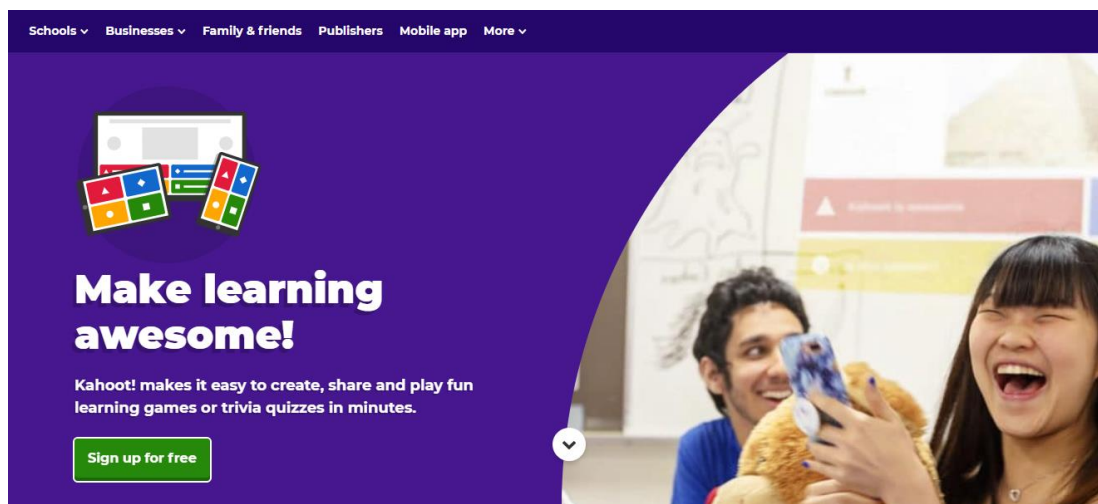 Schools Businesses Family & friends Publishers Mobile app More
Make learning
awesome!
Kahoot! makes it easy to create, share and play fun
learning games or trivia quizzes in minutes.
Sign up for free